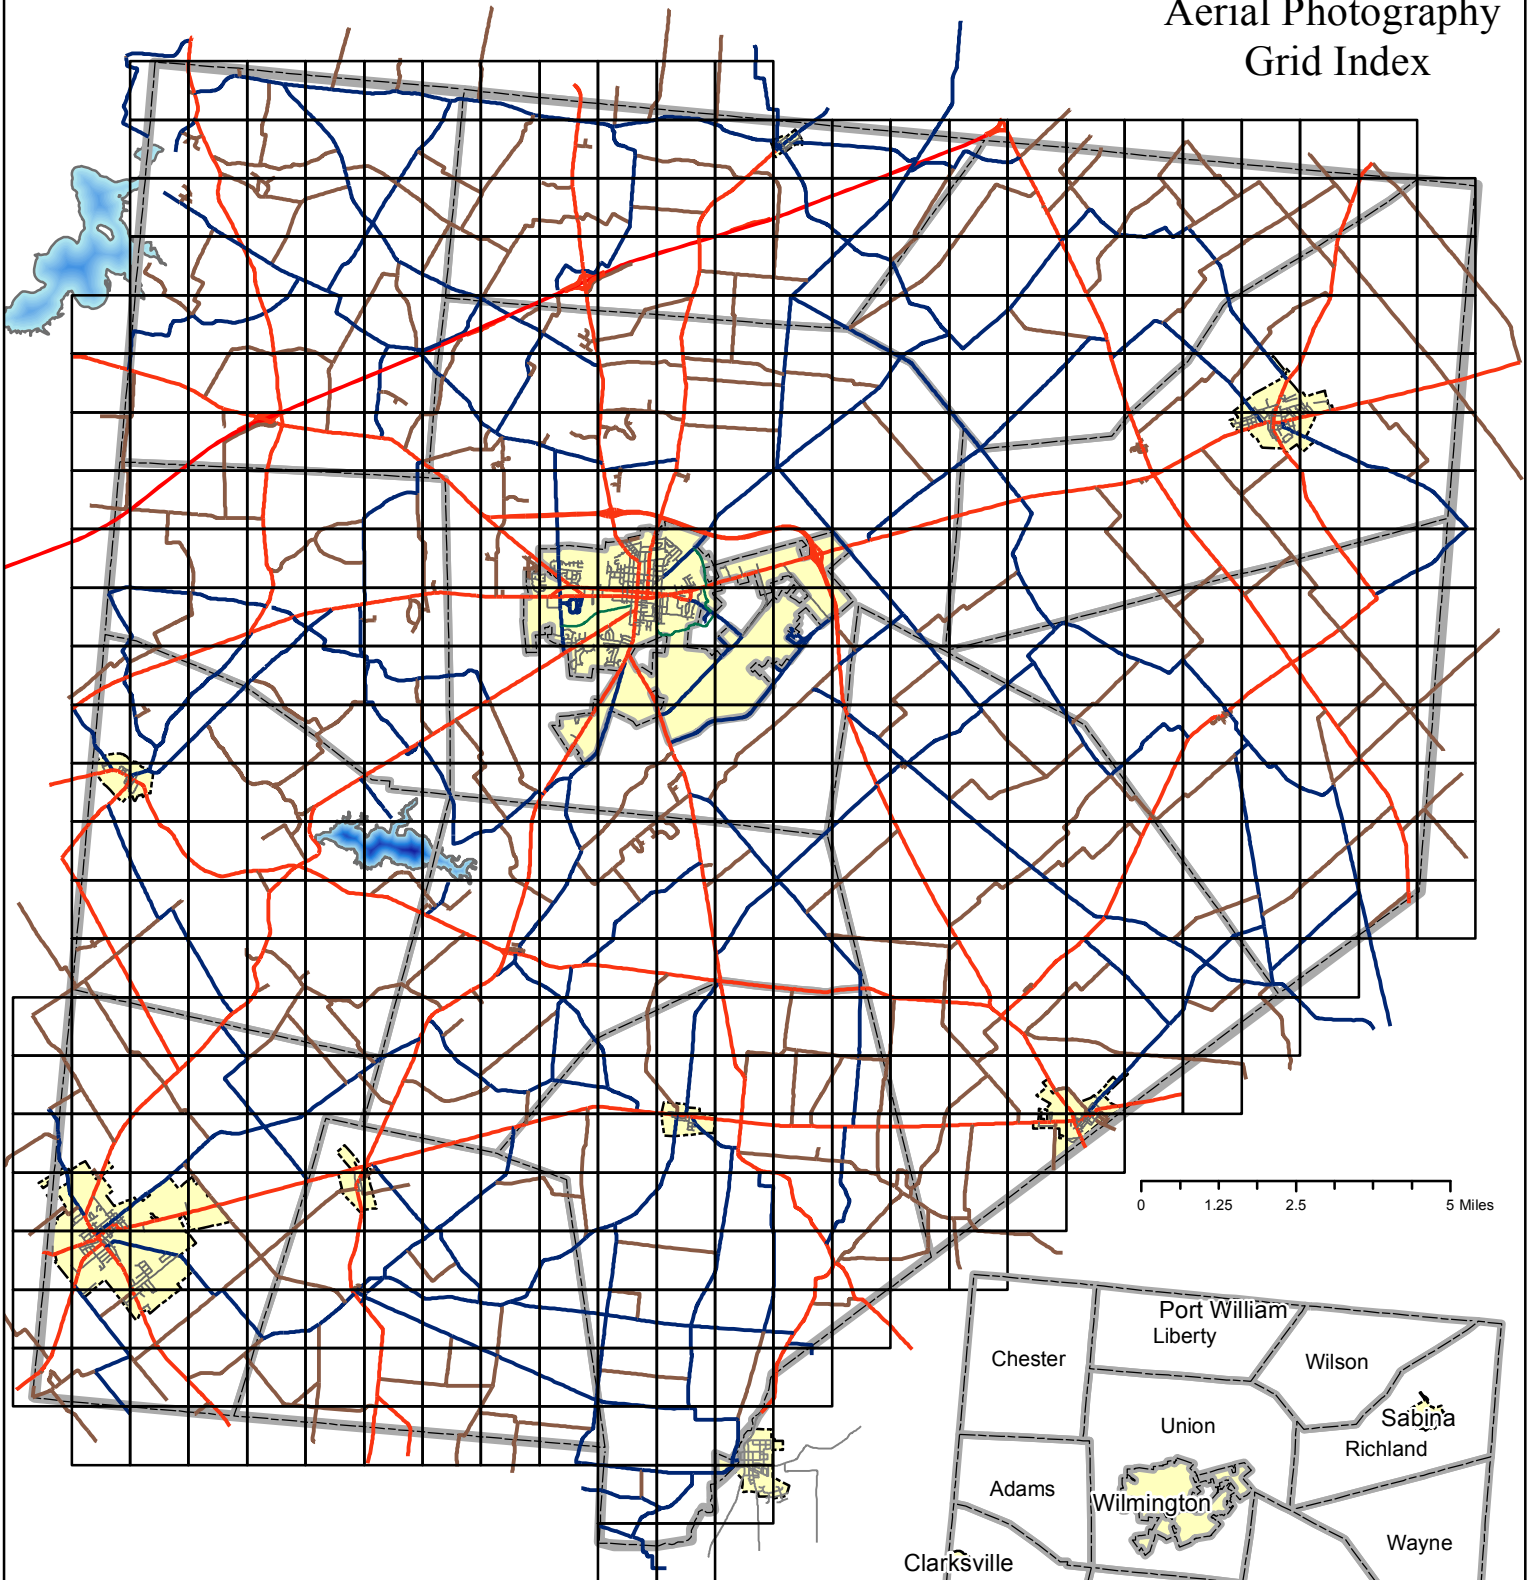 Aerial Photography
Grid Index
0 1.25 2.5 5 Miles
Port William
Liberty
Chester
Wilson
Sabina
Union
Richland
Adams
Wilmington
Wayne
Clarksville